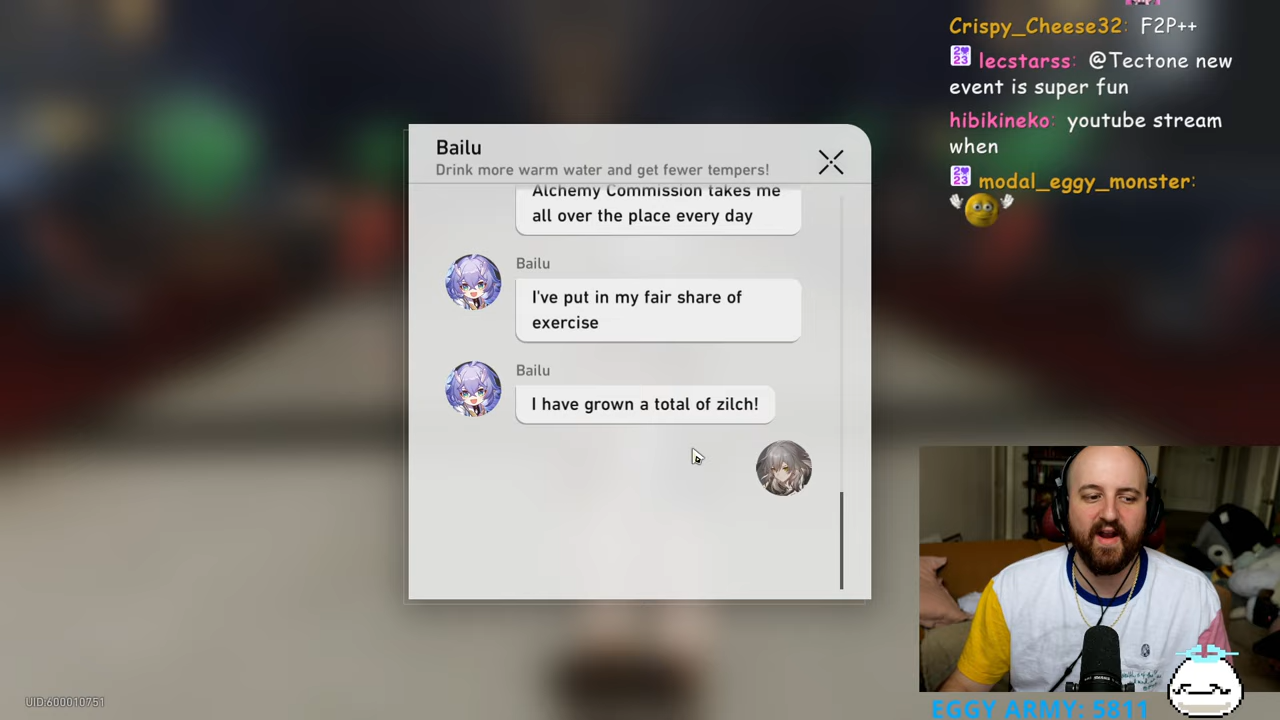 Bailu
Drink more warm water and get fewer tempers!
Alchemy Commission takes me
all over the place every day
Bailu
I've put in my fair share of
exercise
Bailu
I have grown a total of zilch!
Crispy_Cheese32: F2P++
lecstarss: @Tectone new
event is super fun
hibikineko: youtube stream
when
modal_eggy_monster:
EGGY ARMY: 5811
UID:600010751